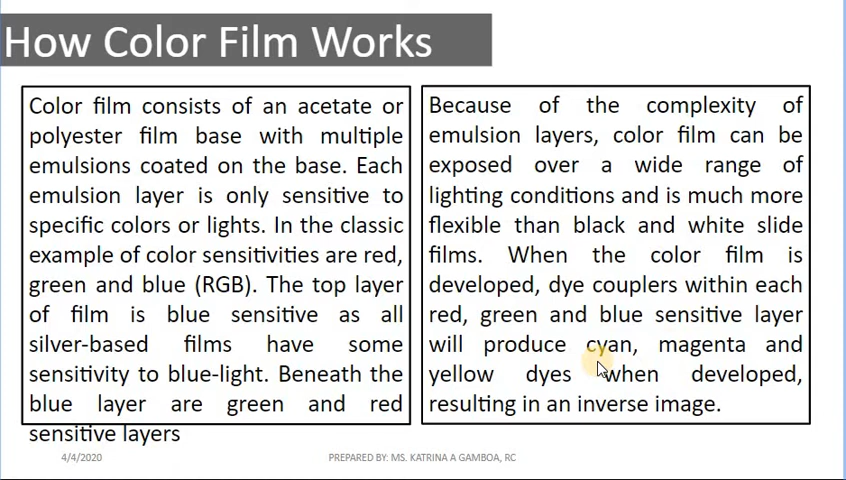 How Color Film Works
Color film consists of an acetate or
polyester film base with multiple
emulsions coated on the base. Each
emulsion layer is only sensitive to
specific colors or lights. In the classic
example of color sensitivities are red,
green and blue (RGB). The top layer
of film is blue sensitive as all
silver-based films have some
sensitivity to blue-light. Beneath the
blue layer are green and red
sensitive layers
Because of the complexity of
emulsion layers, color film can be
exposed over a wide range of
lighting conditions and is much more
flexible than black and white slide
films. When the color film is
developed, dye couplers within each
red, green and blue sensitive layer
will produce cyan, magenta and
yellow dyes when developed,
resulting in an inverse image.
4/4/2020
PREPARED BY: MS. KATRINA A GAMBOA, RC